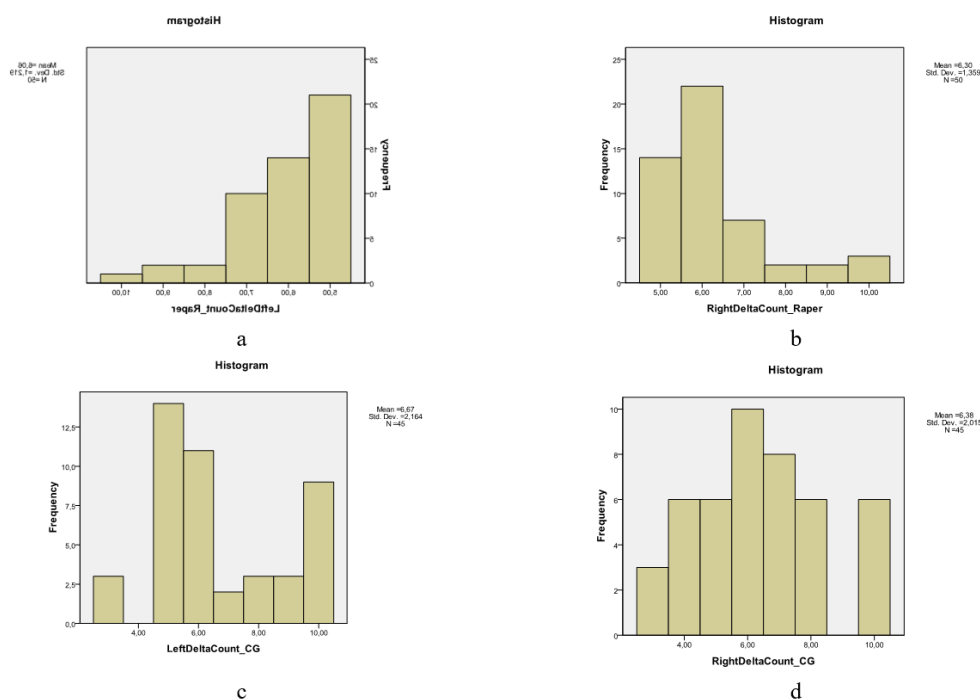 Histogram
Mean =6,06
Std. Dev. =1,219
N =50
25
20
15
10
5
0
Frequency
10,00 9,00 8,00 7,00 6,00 5,00
LeftDeltaCount_Raper
a
Histogram
Mean =6,30
Std. Dev. =1,359
N =50
25
20
15
10
5
0
Frequency
5,00 6,00 7,00 8,00 9,00 10,00
RightDeltaCount_Raper
b
Histogram
Mean =6,67
Std. Dev. =2,164
N =45
12,5
10,0
7,5
5,0
2,5
0,0
Frequency
4,00 6,00 8,00 10,00
LeftDeltaCount_CG
c
Histogram
Mean =6,38
Std. Dev. =2,015
N =45
10
8
6
4
2
0
Frequency
4,00 6,00 8,00 10,00
RightDeltaCount_CG
d